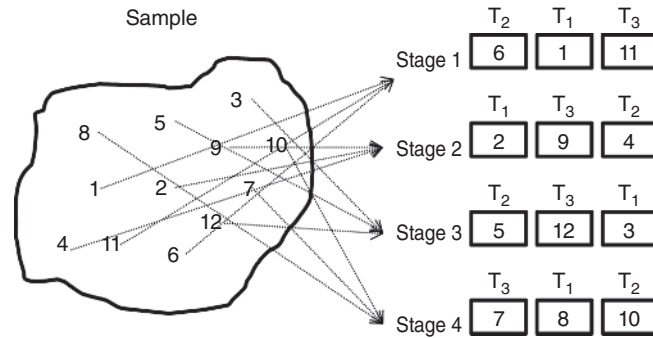 Sample
T2 T1 T3
Stage 1 6 1 11
T1 T3 T2
Stage 2 2 9 4
T2 T3 T1
Stage 3 5 12 3
T3 T1 T2
Stage 4 7 8 10
3
8 5
9 10
1 2 7
12
4 11 6